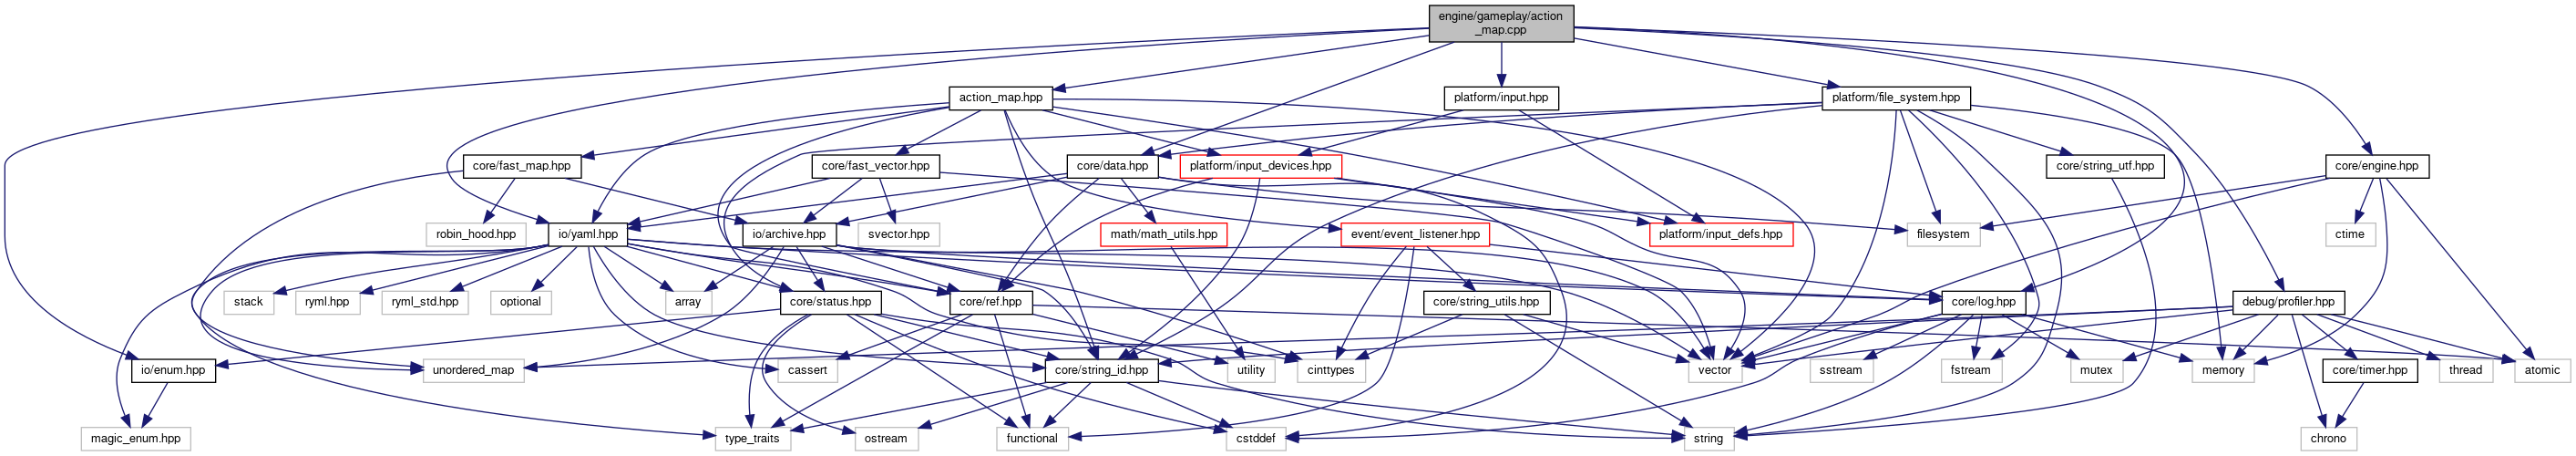 engine/gameplay/action
_map.cpp
action_map.hpp
platform/input.hpp
platform/file_system.hpp
core/fast_map.hpp
core/fast_vector.hpp
core/data.hpp
platform/input_devices.hpp
core/string_utf.hpp
core/engine.hpp
robin_hood.hpp
io/yaml.hpp
io/archive.hpp
svector.hpp
math/math_utils.hpp
event/event_listener.hpp
platform/input_defs.hpp
filesystem
ctime
stack
ryml.hpp
ryml_std.hpp
optional
array
core/status.hpp
core/ref.hpp
core/string_utils.hpp
core/log.hpp
debug/profiler.hpp
io/enum.hpp
unordered_map
cassert
core/string_id.hpp
utility
cinttypes
vector
sstream
fstream
mutex
memory
core/timer.hpp
thread
atomic
magic_enum.hpp
type_traits
ostream
functional
cstddef
string
chrono